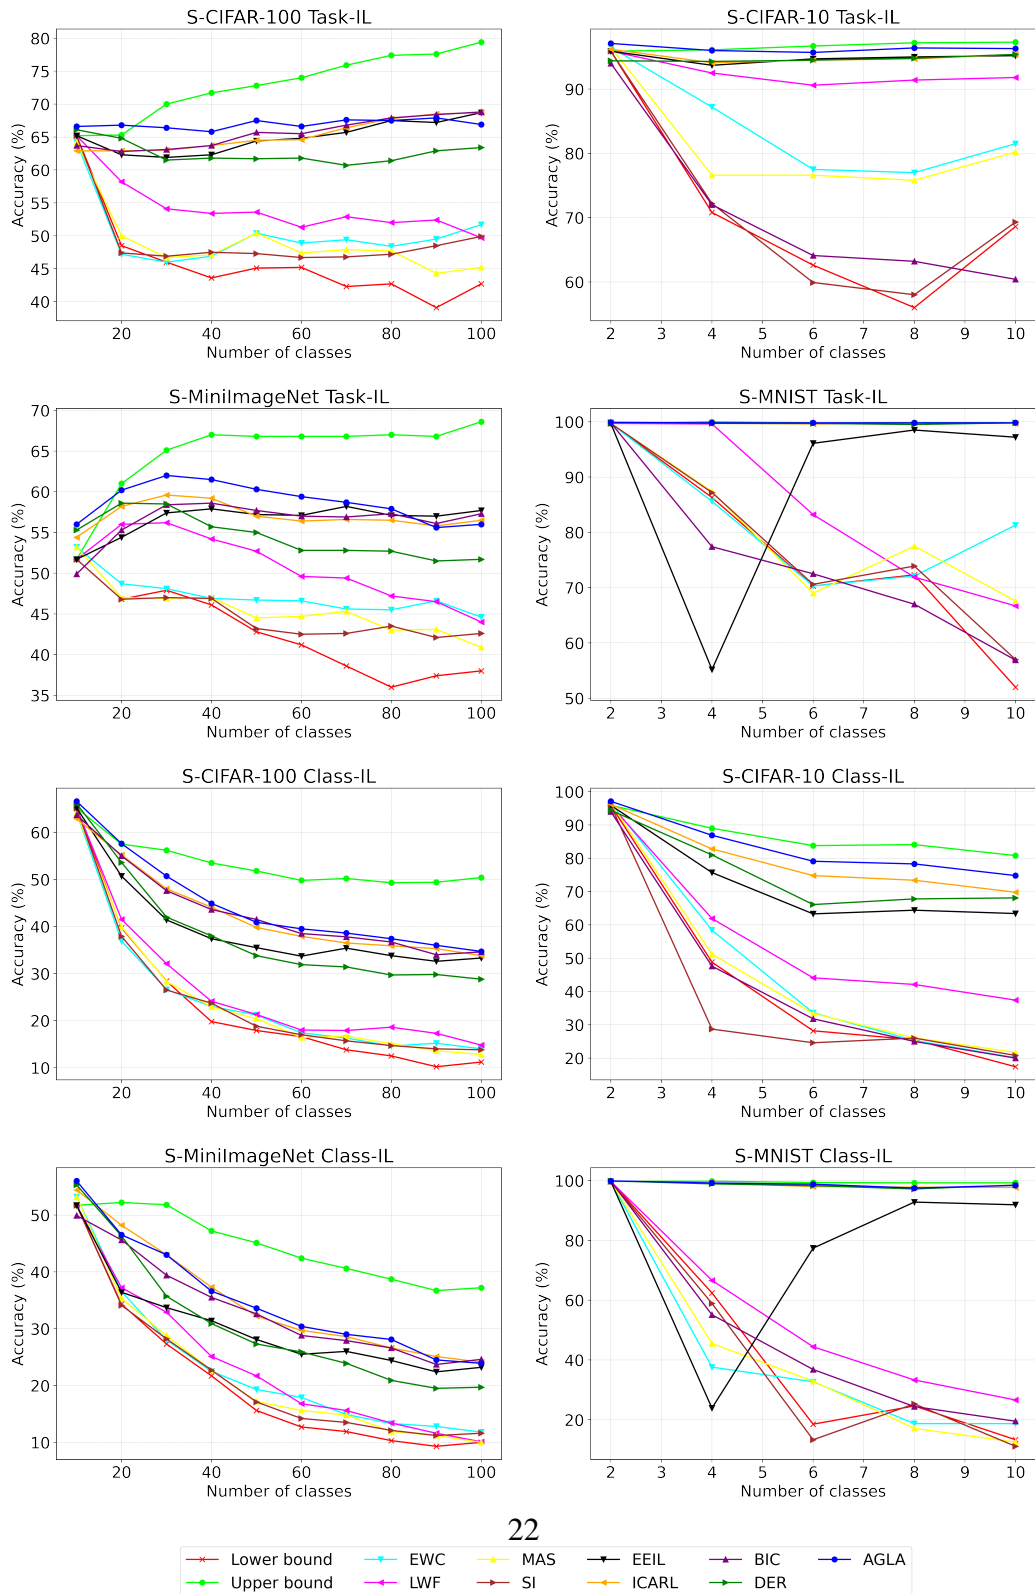 S-CIFAR-100 Task-IL
80
75
70
65
60
55
50
45
40
Accuracy (%)
20 40 60 80 100
Number of classes
S-CIFAR-10 Task-IL
90
80
70
60
Accuracy (%)
2 3 4 5 6 7 8 9 10
Number of classes
S-MiniImageNet Task-IL
70
65
60
55
50
45
40
35
Accuracy (%)
20 40 60 80 100
Number of classes
S-MNIST Task-IL
100
90
80
70
60
50
Accuracy (%)
2 3 4 5 6 7 8 9 10
Number of classes
S-CIFAR-100 Class-IL
60
50
40
30
20
10
Accuracy (%)
20 40 60 80 100
Number of classes
S-CIFAR-10 Class-IL
100
90
80
70
60
50
40
30
20
Accuracy (%)
2 3 4 5 6 7 8 9 10
Number of classes
S-MiniImageNet Class-IL
50
40
30
20
10
Accuracy (%)
20 40 60 80 100
Number of classes
S-MNIST Class-IL
100
80
60
40
20
Accuracy (%)
2 3 4 5 6 7 8 9 10
Number of classes
22
Lower bound EWC MAS EEIL BIC AGLA
Upper bound LWF SI ICARL DER